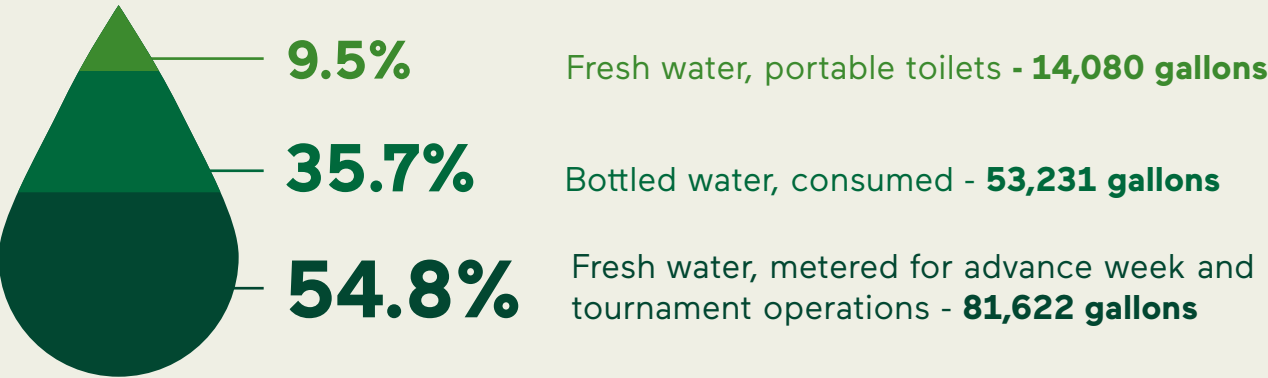 9.5%
Fresh water, portable toilets - 14,080 gallons
35.7%
Bottled water, consumed - 53,231 gallons
54.8%
Fresh water, metered for advance week and
tournament operations - 81,622 gallons